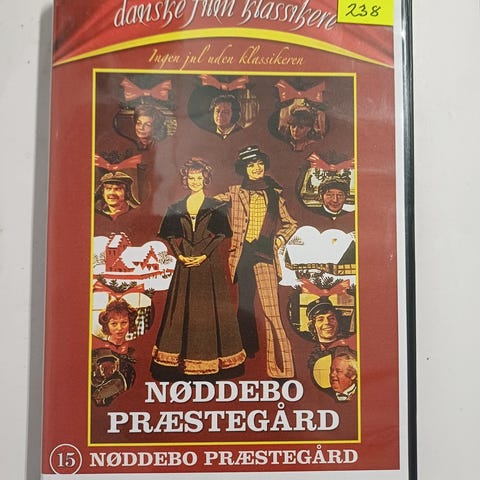 danske film klassikere
238
Ingen jul uden klassikeren
NØDDEBO
PRÆSTEGÅRD
15 NØDDEBO PRÆSTEGÅRD